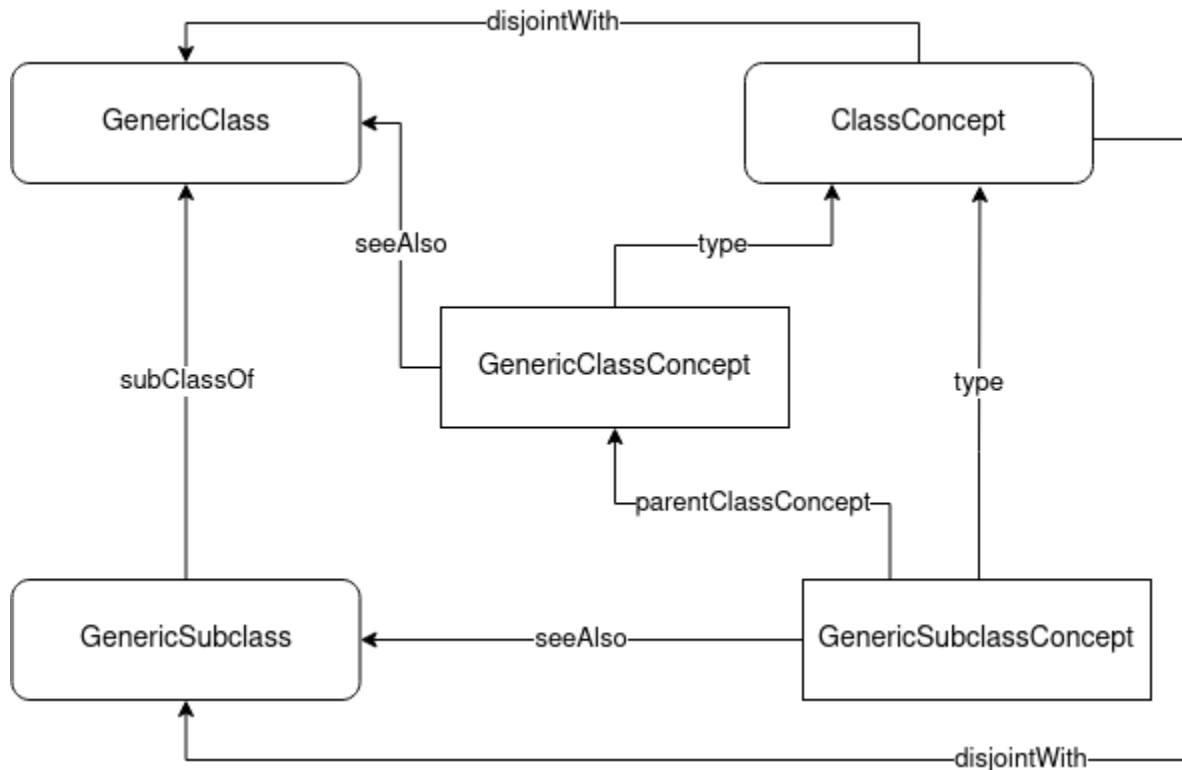 disjointWith
GenericClass
ClassConcept
seeAlso
type
GenericClassConcept
subClassOf
type
parentClassConcept
GenericSubclass
seeAlso
GenericSubclassConcept
disjointWith